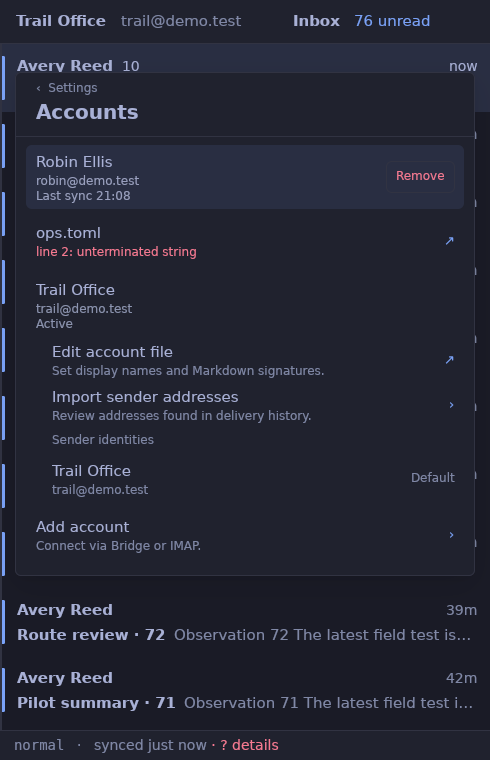 Trail Office trail@demo.test Inbox 76 unread
Avery Reed 10 now
‹ Settings
Accounts
Robin Ellis
robin@demo.test
Last sync 21:08
Remove
ops.toml
line 2: unterminated string
↗
Trail Office
trail@demo.test
Active
Edit account file
Set display names and Markdown signatures.
↗
Import sender addresses
Review addresses found in delivery history.
›
Sender identities
Trail Office
trail@demo.test
Default
Add account
Connect via Bridge or IMAP.
›
Avery Reed 39m
Route review · 72 Observation 72 The latest field test is…
Avery Reed 42m
Pilot summary · 71 Observation 71 The latest field test i…
normal · synced just now · ? details